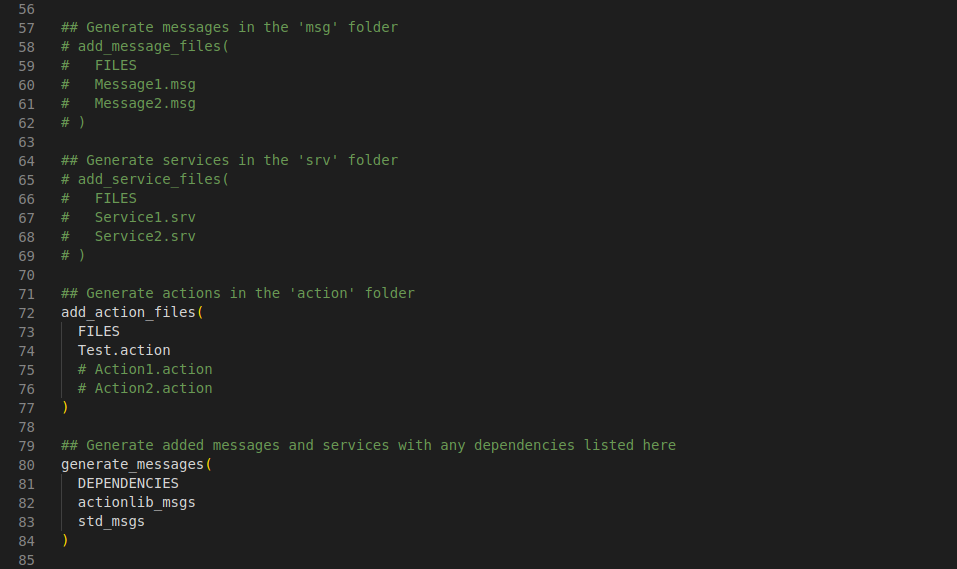 56
57 ## Generate messages in the 'msg' folder
58 # add_message_files(
59 #   FILES
60 #   Message1.msg
61 #   Message2.msg
62 # )
63
64 ## Generate services in the 'srv' folder
65 # add_service_files(
66 #   FILES
67 #   Service1.srv
68 #   Service2.srv
69 # )
70
71 ## Generate actions in the 'action' folder
72 add_action_files(
73   FILES
74   Test.action
75   # Action1.action
76   # Action2.action
77 )
78
79 ## Generate added messages and services with any dependencies listed here
80 generate_messages(
81   DEPENDENCIES
82   actionlib_msgs
83   std_msgs
84 )
85